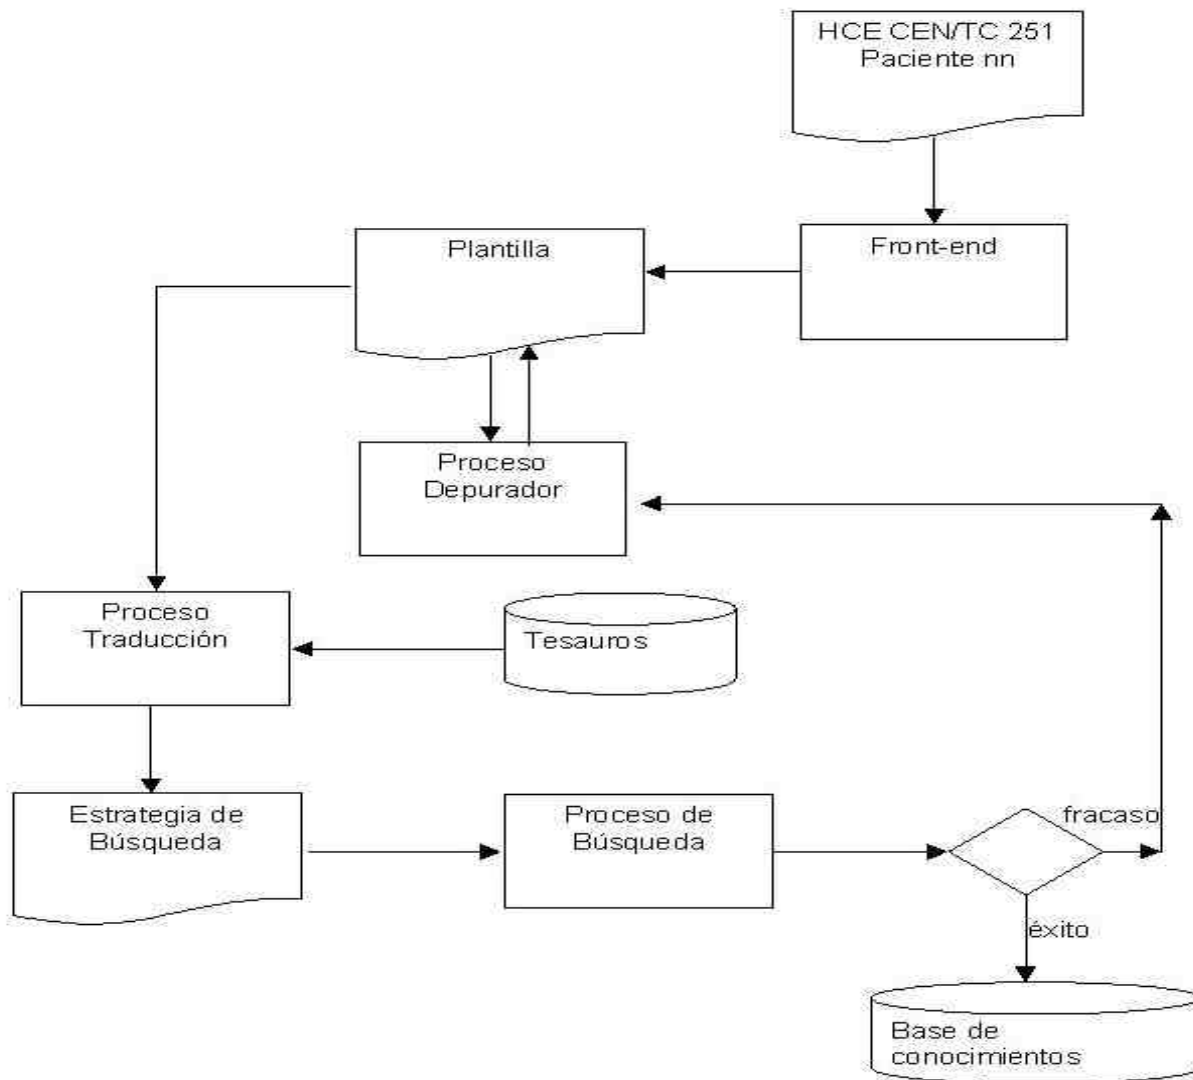 HCE CEN/TC 251
Paciente nn
Plantilla
Front-end
Proceso
Depurador
Proceso
Traducción
Tesauros
Estrategia de
Búsqueda
Proceso de
Búsqueda
fracaso
éxito
Base de
conocimientos